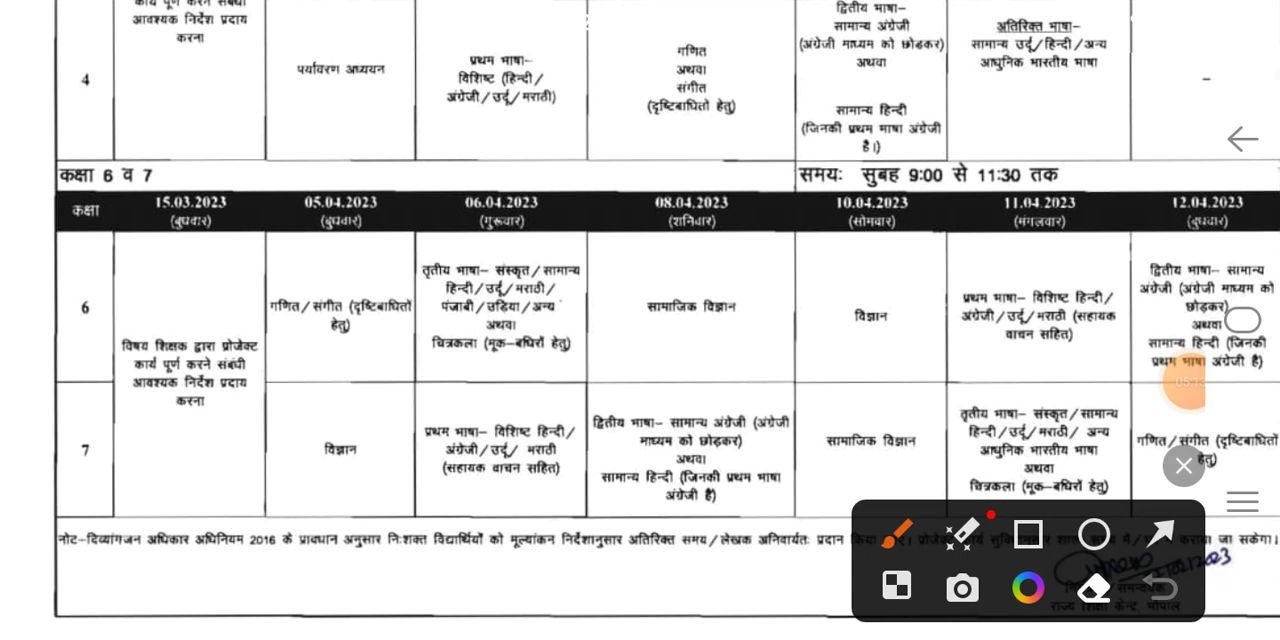 कार्य पूर्ण करने संबंधी
आवश्यक निर्देश प्रदाय
करना
4
पर्यावरण अध्ययन
प्रथम भाषा–
विशिष्ट (हिन्दी/
अंग्रेजी/उर्दू/मराठी)
गणित
अथवा
संगीत
(दृष्टिबाधितो हेतु)
द्वितीय भाषा–
सामान्य अंग्रेजी
(अंग्रेजी माध्यम को छोडकर)
अथवा
सामान्य हिन्दी
(जिनकी प्रथम भाषा अंग्रेजी
है।)
अतिरिक्त भाषा–
सामान्य उर्दू/हिन्दी/अन्य
आधुनिक भारतीय भाषा
–
कक्षा 6 व 7
समयः सुबह 9:00 से 11:30 तक
कक्षा
15.03.2023
(बुधवार)
05.04.2023
(बुधवार)
06.04.2023
(गुरूवार)
08.04.2023
(शनिवार)
10.04.2023
(सोमवार)
11.04.2023
(मंगलवार)
12.04.2023
(बुधवार)
6
विषय शिक्षक द्वारा प्रोजेक्ट
कार्य पूर्ण करने संबंधी
आवश्यक निर्देश प्रदाय
करना
गणित/संगीत (दृष्टिबाधितों
हेतु)
तृतीय भाषा– संस्कृत/सामान्य
हिन्दी/उर्दू/मराठी/
पंजाबी/उडिया/अन्य
अथवा
चित्रकला (मूक–बधिरों हेतु)
सामाजिक विज्ञान
विज्ञान
प्रथम भाषा– विशिष्ट हिन्दी/
अंग्रेजी/उर्दू/मराठी (सहायक
वाचन सहित)
द्वितीय भाषा– सामान्य
अंग्रेजी (अंग्रेजी माध्यम को
छोड़कर)
अथवा
सामान्य हिन्दी (जिनकी
प्रथम भाषा अंग्रेजी है)
7
विज्ञान
प्रथम भाषा– विशिष्ट हिन्दी/
अंग्रेजी/उर्दू/ मराठी
(सहायक वाचन सहित)
द्वितीय भाषा– सामान्य अंग्रेजी (अंग्रेजी
माध्यम को छोड़कर)
अथवा
सामान्य हिन्दी (जिनकी प्रथम भाषा
अंग्रेजी है)
सामाजिक विज्ञान
तृतीय भाषा– संस्कृत/सामान्य
हिन्दी/उर्दू/मराठी/ अन्य
आधुनिक भारतीय भाषा
अथवा
चित्रकला (मूक–बधिरों हेतु)
गणित/संगीत (दृष्टिबाधितों
हेतु)
नोट–दिव्यांगजन अधिकार अधिनियम 2016 के प्रावधान अनुसार निःशक्त विद्यार्थियों को मूल्यांकन निर्देशानुसार अतिरिक्त समय/लेखक अनिवार्यतः प्रदान किया कराया जा सकेगा।
राज्य शिक्षा केन्द्र, भोपाल